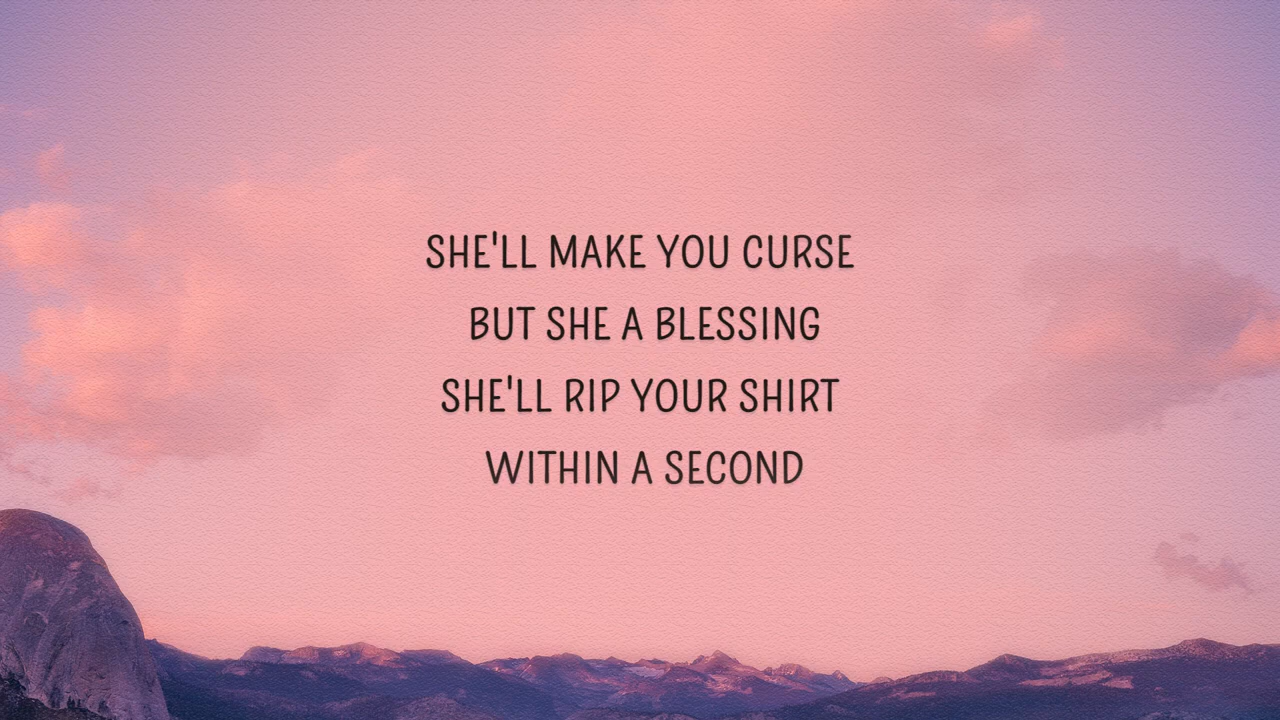 SHE'LL MAKE YOU CURSE
BUT SHE A BLESSING
SHE'LL RIP YOUR SHIRT
WITHIN A SECOND